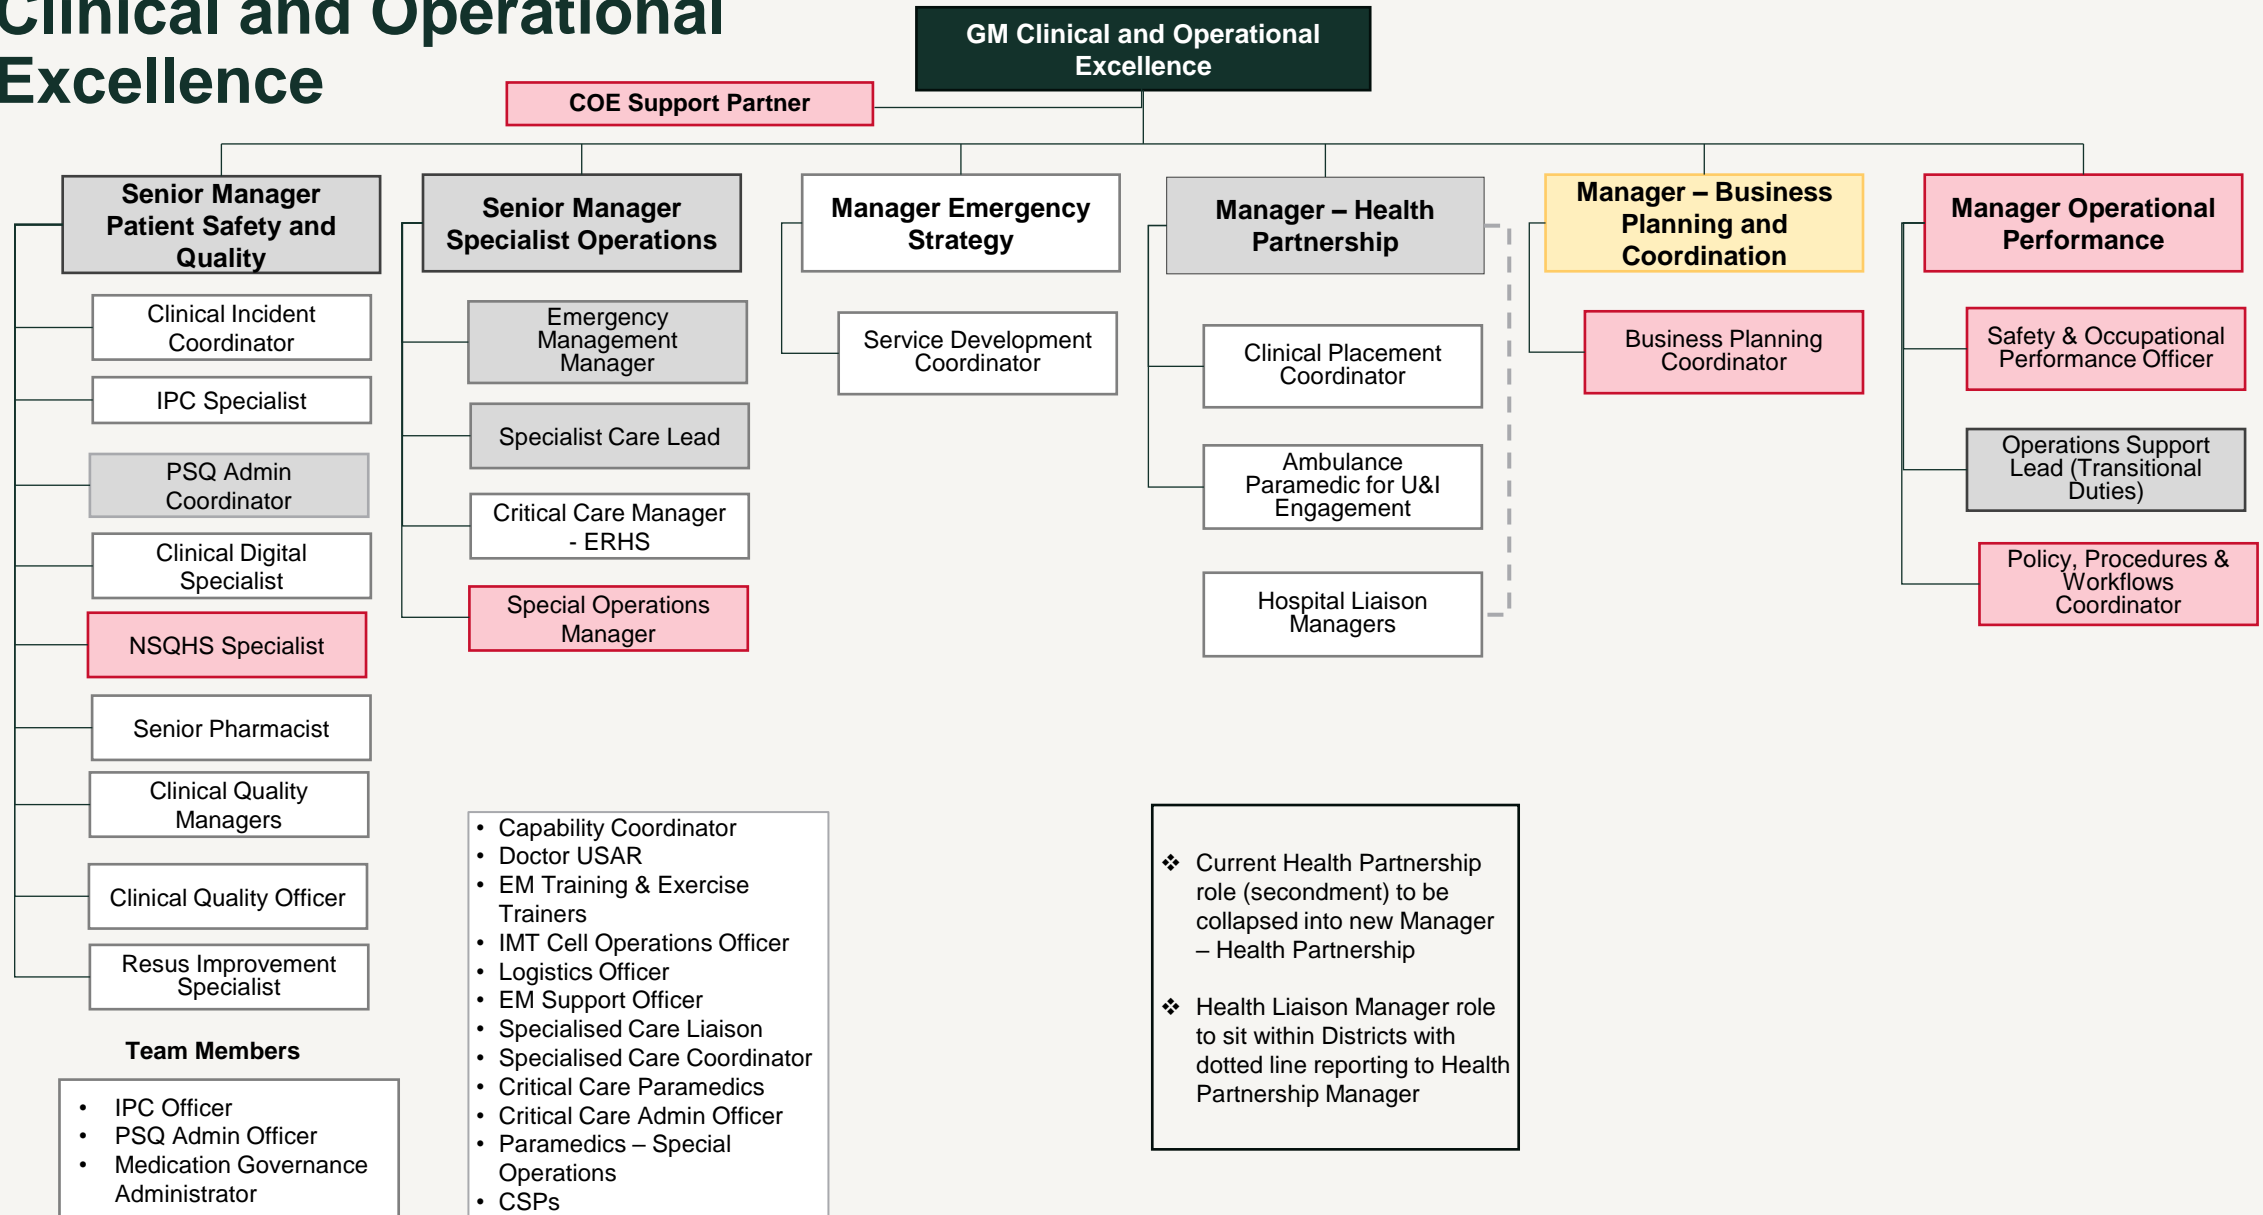 Clinical and Operational
Excellence
GM Clinical and Operational
Excellence
COE Support Partner
Senior Manager
Patient Safety and
Quality
Clinical Incident
Coordinator
IPC Specialist
PSQ Admin
Coordinator
Clinical Digital
Specialist
NSQHS Specialist
Senior Pharmacist
Clinical Quality
Managers
Clinical Quality Officer
Resus Improvement
Specialist
Team Members
• IPC Officer
• PSQ Admin Officer
• Medication Governance
Administrator
Senior Manager
Specialist Operations
Emergency
Management
Manager
Specialist Care Lead
Critical Care Manager
- ERHS
Special Operations
Manager
• Capability Coordinator
• Doctor USAR
• EM Training & Exercise
Trainers
• IMT Cell Operations Officer
• Logistics Officer
• EM Support Officer
• Specialised Care Liaison
• Specialised Care Coordinator
• Critical Care Paramedics
• Critical Care Admin Officer
• Paramedics – Special
Operations
• CSPs
Manager Emergency
Strategy
Service Development
Coordinator
Manager – Health
Partnership
Clinical Placement
Coordinator
Ambulance
Paramedic for U&I
Engagement
Hospital Liaison
Managers
❖ Current Health Partnership
role (secondment) to be
collapsed into new Manager
– Health Partnership
❖ Health Liaison Manager role
to sit within Districts with
dotted line reporting to Health
Partnership Manager
Manager – Business
Planning and
Coordination
Business Planning
Coordinator
Manager Operational
Performance
Safety & Occupational
Performance Officer
Operations Support
Lead (Transitional
Duties)
Policy, Procedures &
Workflows
Coordinator